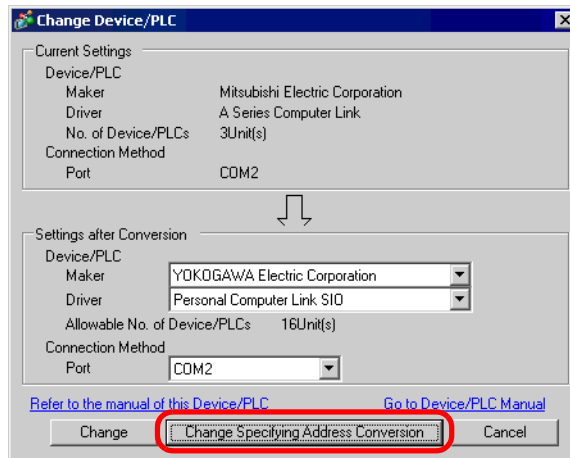 Change Device/PLC
Current Settings
Device/PLC
Maker Mitsubishi Electric Corporation
Driver A Series Computer Link
No. of Device/PLCs 3Unit(s)
Connection Method
Port COM2
Settings after Conversion
Device/PLC
Maker YOKOGAWA Electric Corporation
Driver Personal Computer Link SIO
Allowable No. of Device/PLCs 16Unit(s)
Connection Method
Port COM2
Refer to the manual of this Device/PLC Go to Device/PLC Manual
Change Change Specifying Address Conversion Cancel